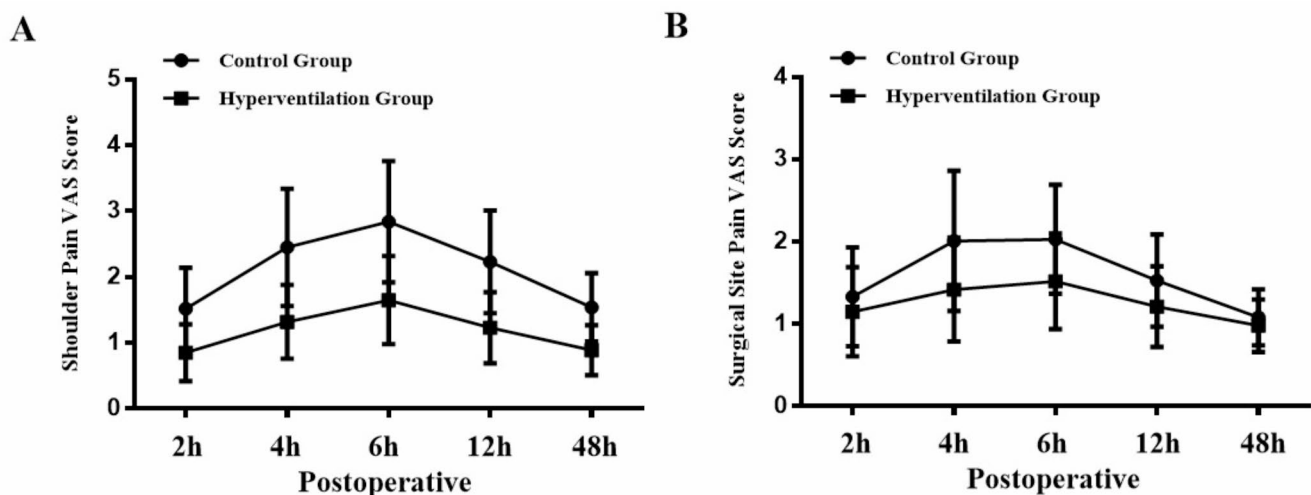 A
Control Group
Hyperventilation Group
Shoulder Pain VAS Score
5
4
3
2
1
0
2h 4h 6h 12h 48h
Postoperative
B
Control Group
Hyperventilation Group
Surgical Site Pain VAS Score
4
3
2
1
0
2h 4h 6h 12h 48h
Postoperative